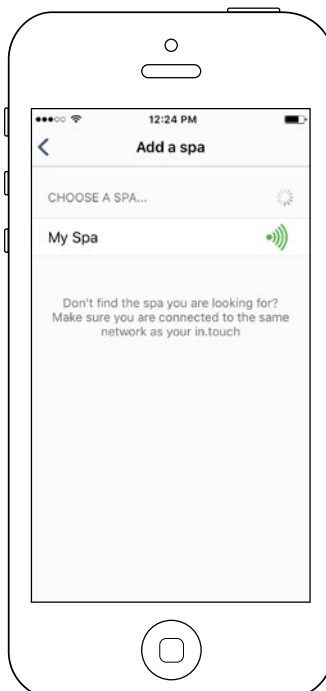 12:24 PM
Add a spa
CHOOSE A SPA...
My Spa
Don't find the spa you are looking for?
Make sure you are connected to the same
network as your in.touch